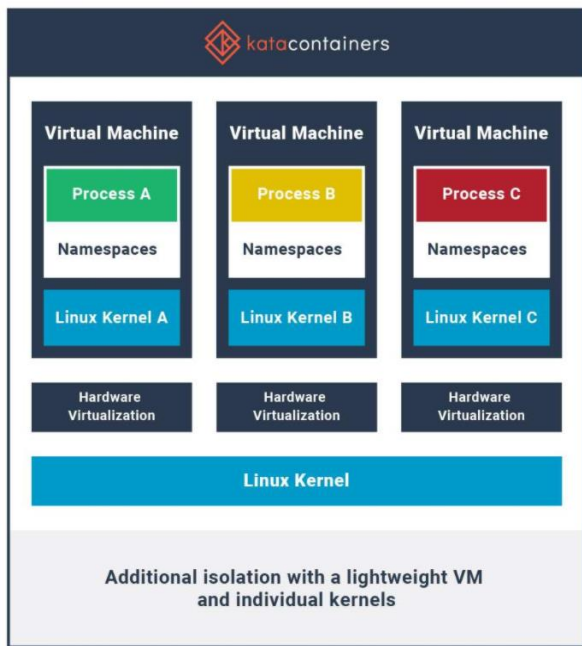 katacontainers
Virtual Machine
Process A
Namespaces
Linux Kernel A
Virtual Machine
Process B
Namespaces
Linux Kernel B
Virtual Machine
Process C
Namespaces
Linux Kernel C
Hardware
Virtualization
Hardware
Virtualization
Hardware
Virtualization
Linux Kernel
Additional isolation with a lightweight VM
and individual kernels